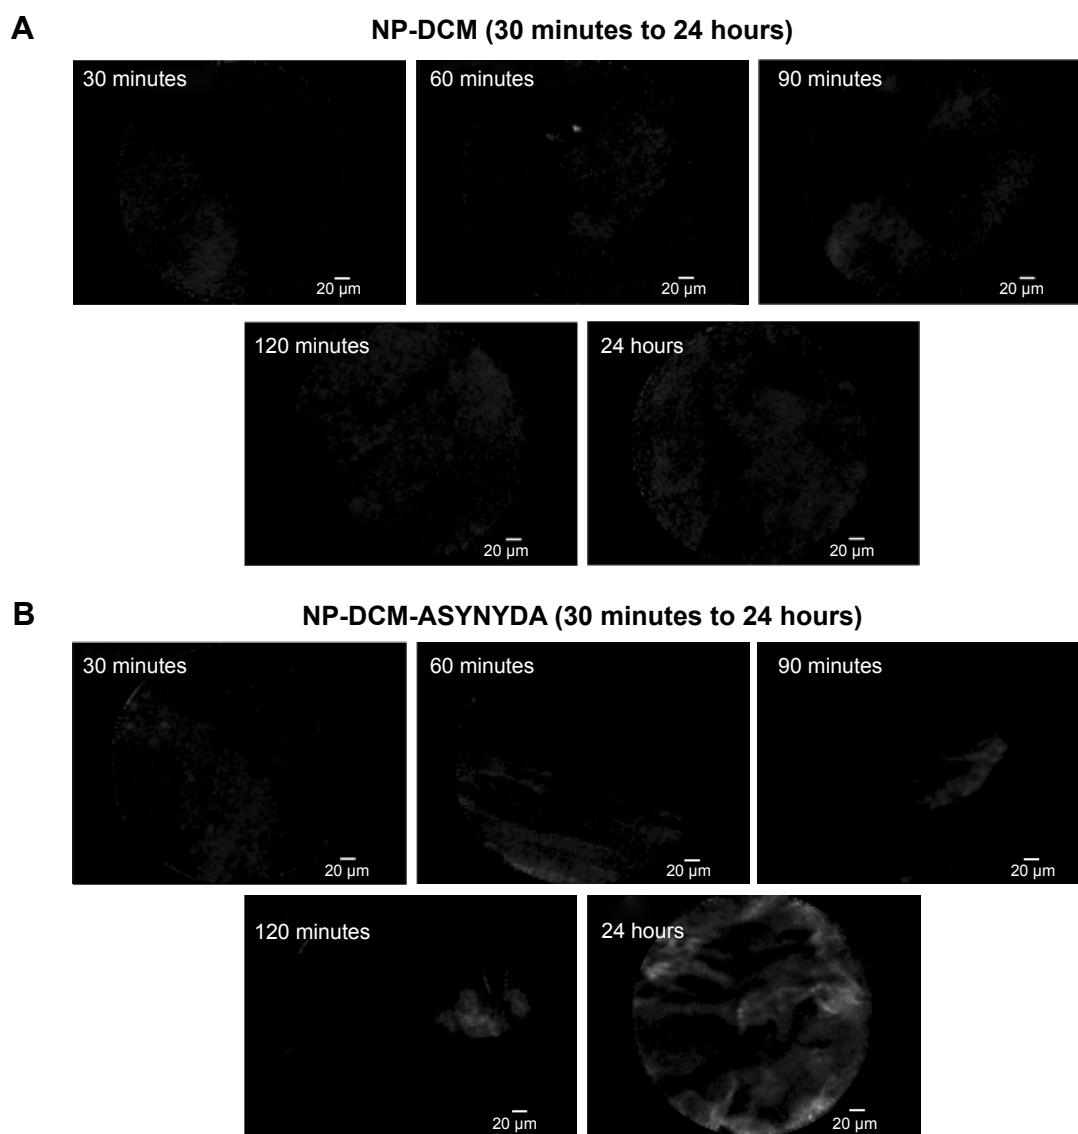 A
NP-DCM (30 minutes to 24 hours)
30 minutes
60 minutes
90 minutes
20 µm
20 µm
20 µm
120 minutes
24 hours
20 µm
20 µm
B
NP-DCM-ASYNYDA (30 minutes to 24 hours)
30 minutes
60 minutes
90 minutes
20 µm
20 µm
20 µm
120 minutes
24 hours
20 µm
20 µm